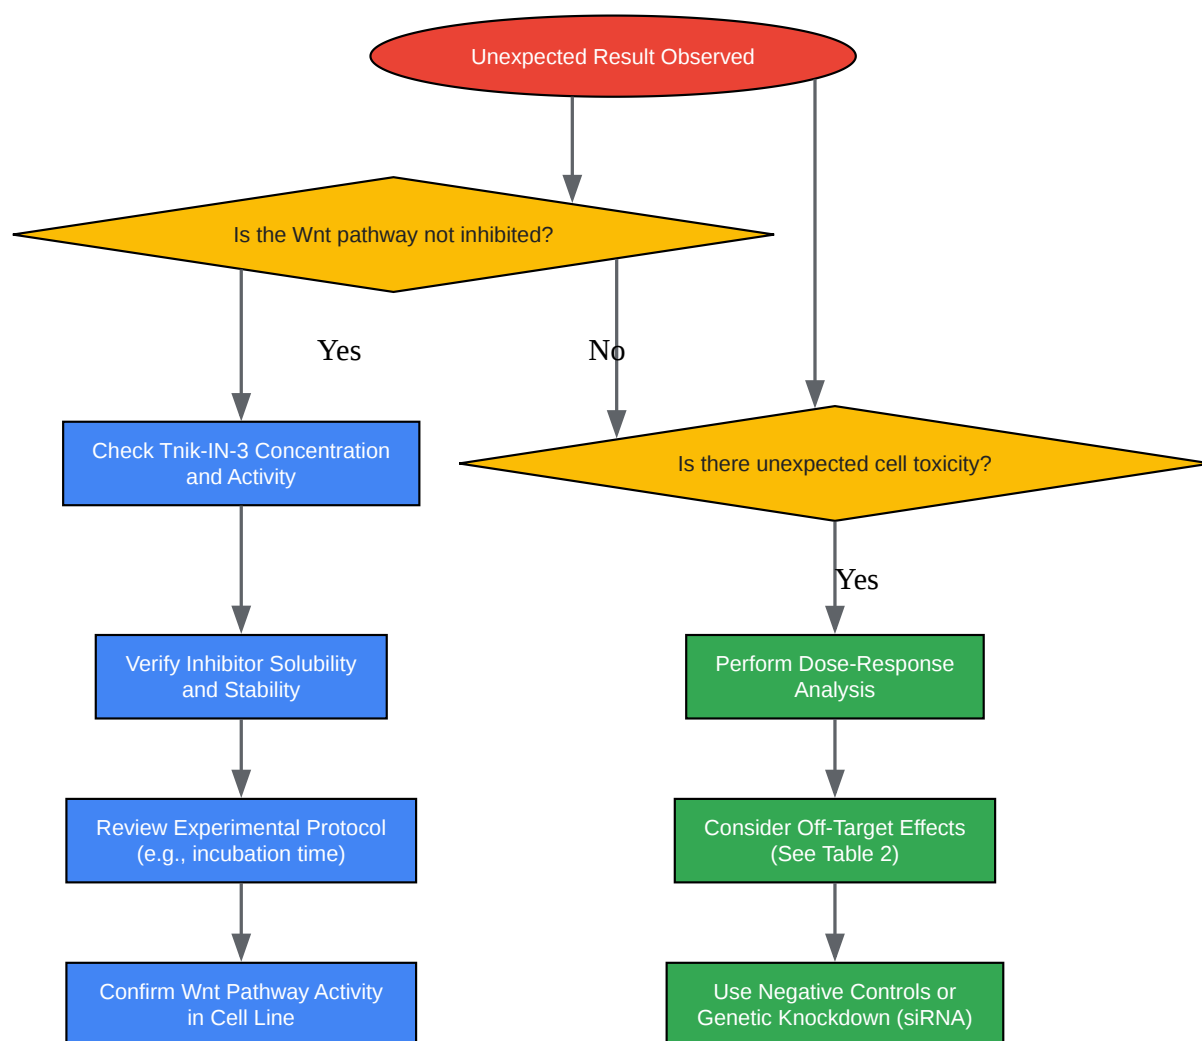 Unexpected Result Observed
Is the Wnt pathway not inhibited?
Yes
No
Check Tnik-IN-3 Concentration
and Activity
Is there unexpected cell toxicity?
Yes
Verify Inhibitor Solubility
and Stability
Perform Dose-Response
Analysis
Review Experimental Protocol
(e.g., incubation time)
Consider Off-Target Effects
(See Table 2)
Confirm Wnt Pathway Activity
in Cell Line
Use Negative Controls or
Genetic Knockdown (siRNA)